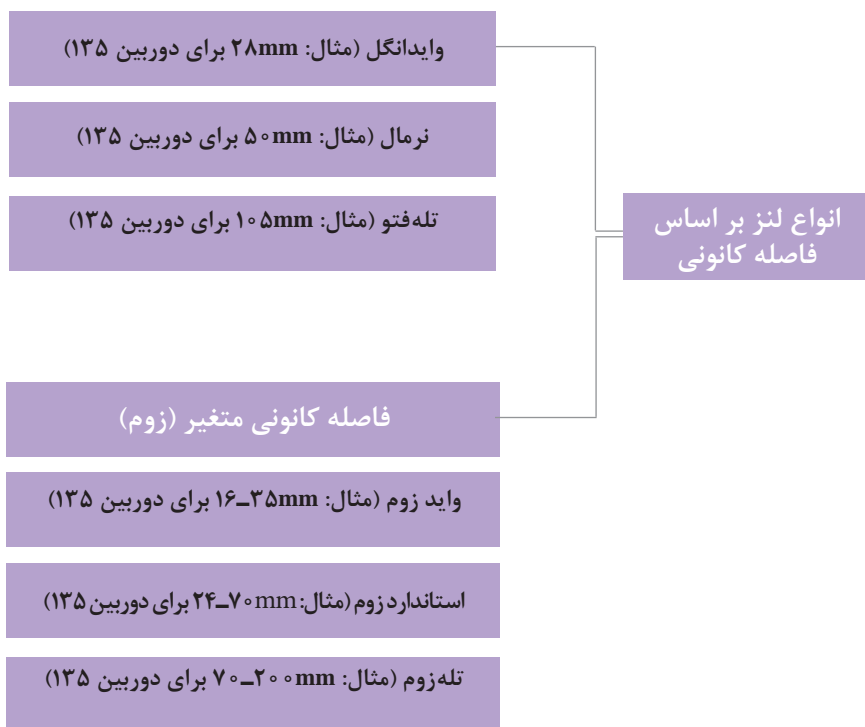 انواع لنز بر اساس
فاصله کانونی
وایدانگل (مثال: ۲۸mm برای دوربین ۱۳۵)
نرمال (مثال: ۵۰mm برای دوربین ۱۳۵)
تله‌فتو (مثال: ۱۰۵mm برای دوربین ۱۳۵)
فاصله کانونی متغیر (زوم)
واید زوم (مثال: ۳۵mm–۱۶ برای دوربین ۱۳۵)
استاندارد زوم (مثال: ۷۰mm–۲۴ برای دوربین ۱۳۵)
تله‌زوم (مثال: ۲۰۰mm–۷۰ برای دوربین ۱۳۵)